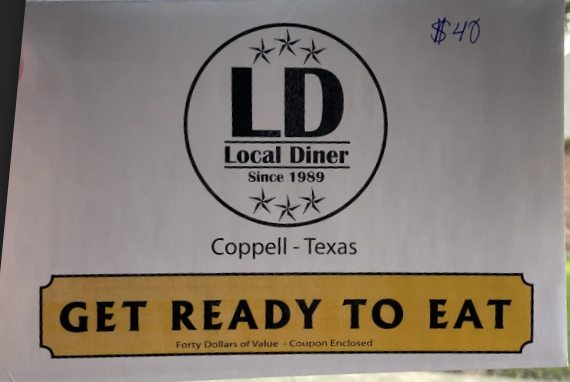 $40
LD
Local Diner
Since 1989
Coppell - Texas
GET READY TO EAT
Forty Dollars of Value - Coupon Enclosed